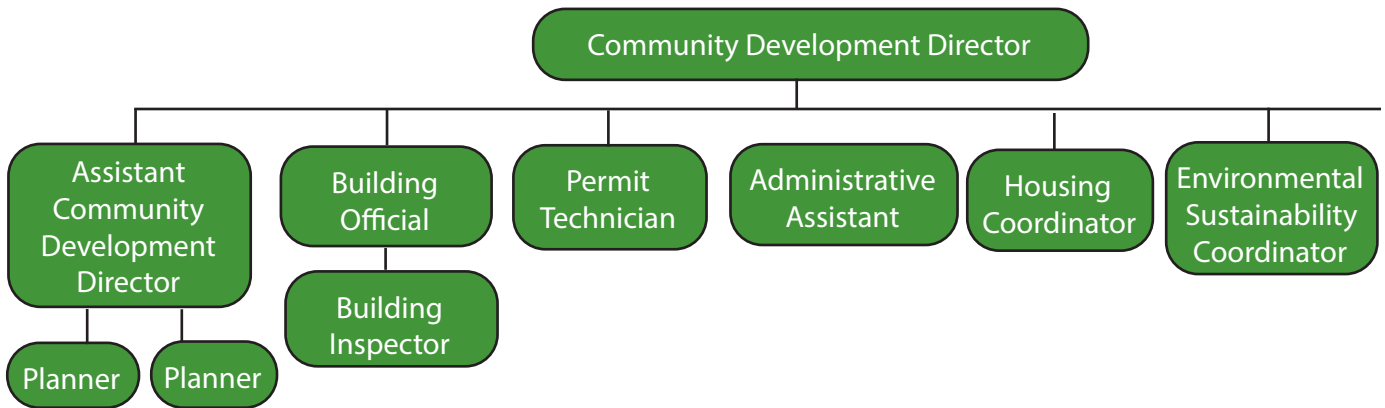 Community Development Director
Assistant
Community
Development
Director
Building
Official
Permit
Technician
Administrative
Assistant
Housing
Coordinator
Environmental
Sustainability
Coordinator
Building
Inspector
Planner
Planner